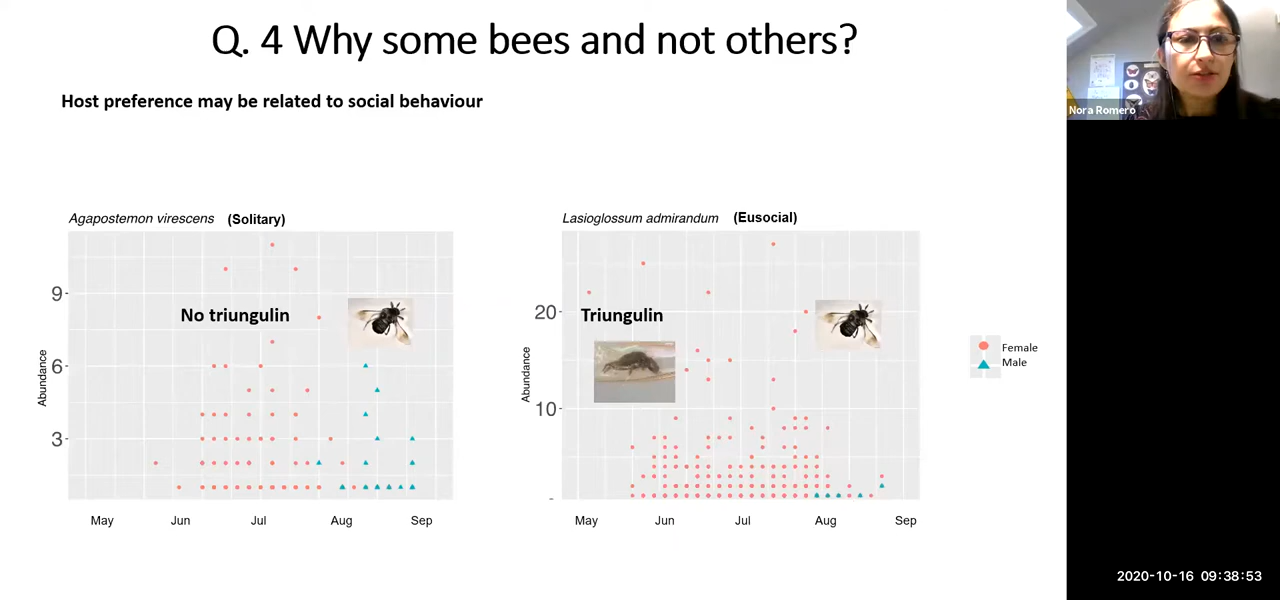 Q. 4 Why some bees and not others?
Host preference may be related to social behaviour
Nora Romero
Agapostemon virescens (Solitary)
No triungulin
9
6
3
Abundance
May Jun Jul Aug Sep
Lasioglossum admirandum (Eusocial)
Triungulin
20
10
Abundance
May Jun Jul Aug Sep
Female
Male
2020-10-16 09:38:53